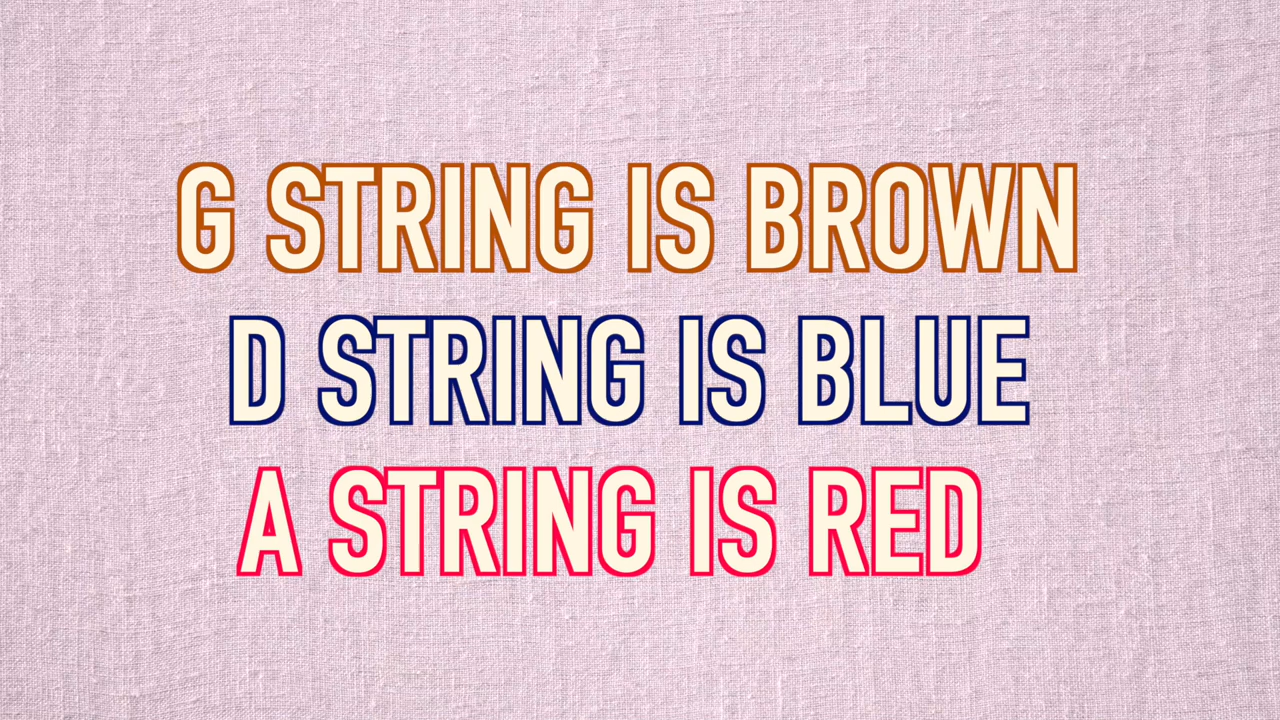 G STRING IS BROWN
D STRING IS BLUE
A STRING IS RED